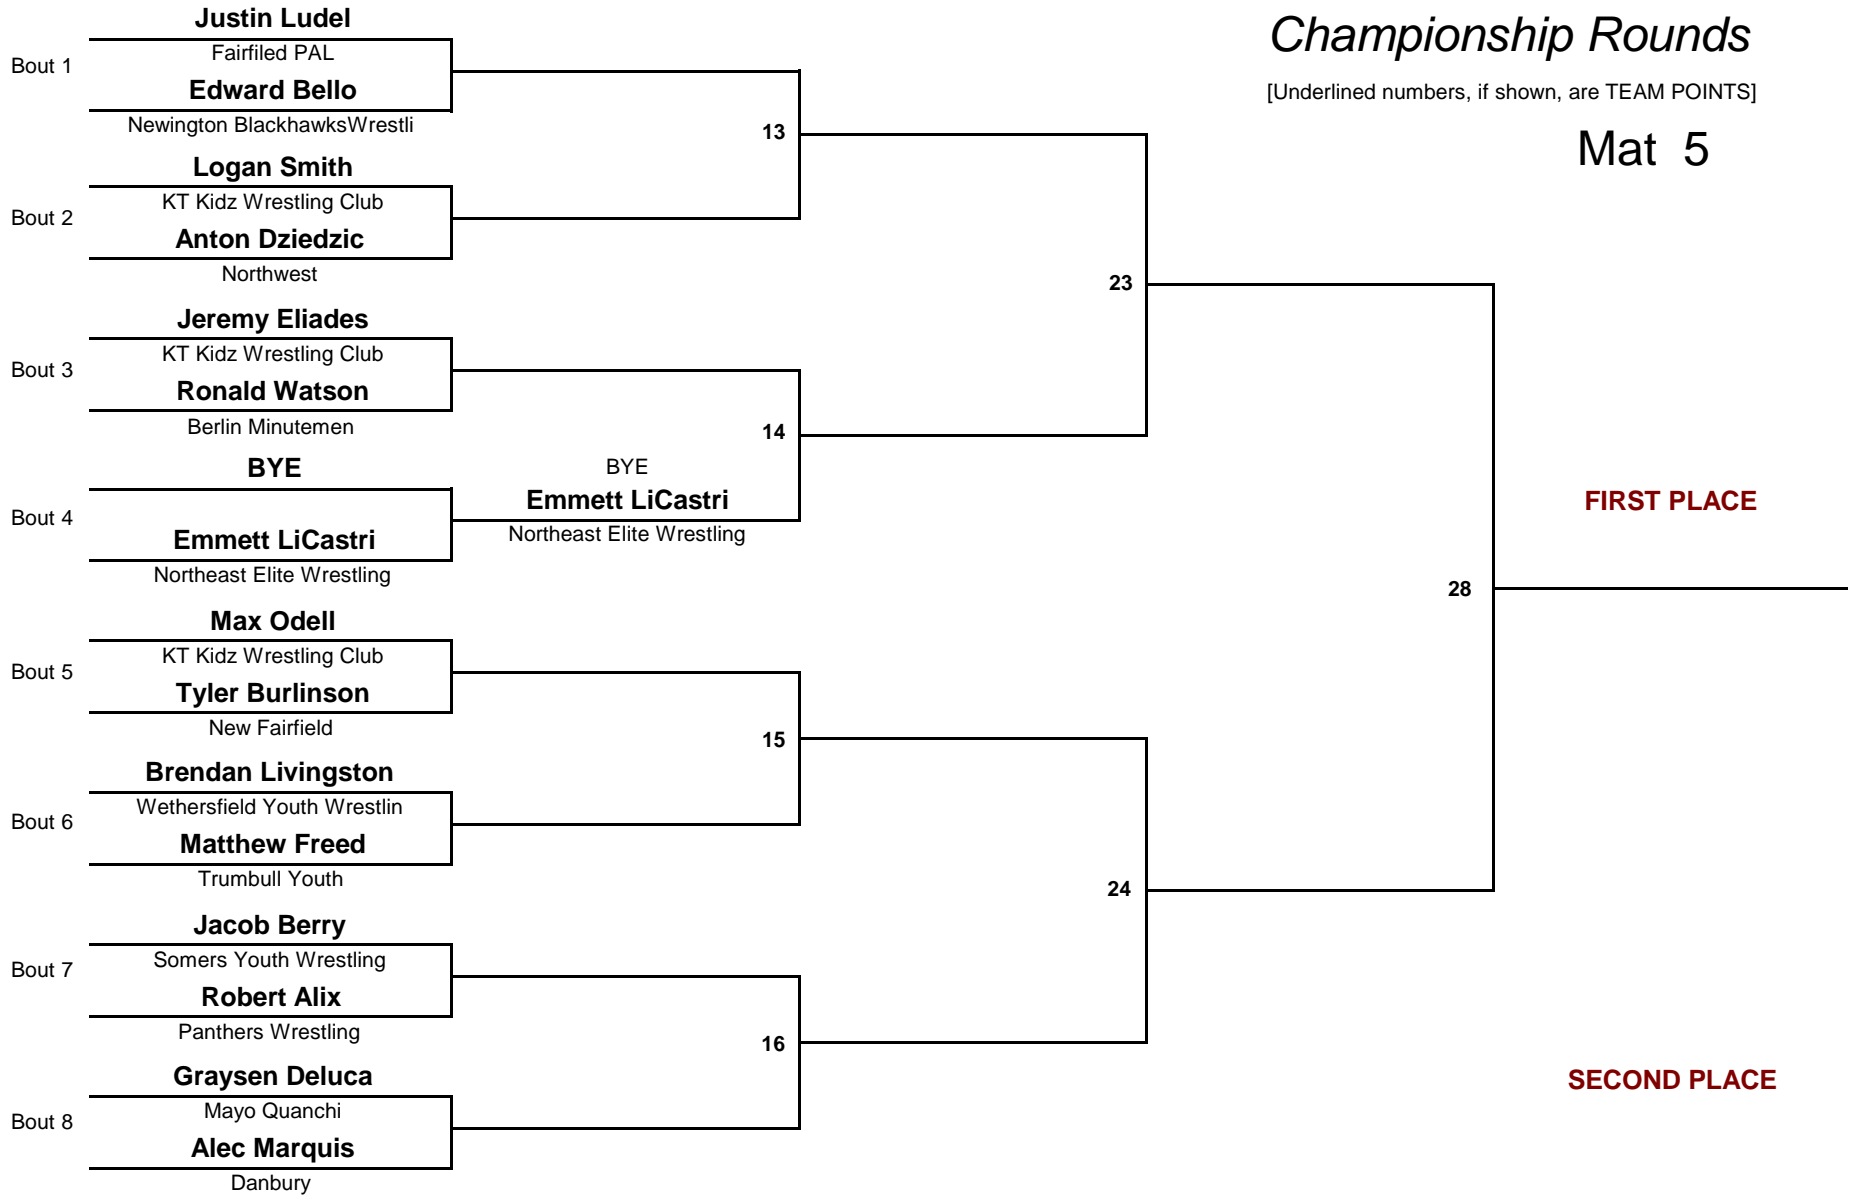 Championship Rounds
[Underlined numbers, if shown, are TEAM POINTS]
Mat 5
Justin Ludel
Bout 1
Fairfiled PAL
Edward Bello
Newington BlackhawksWrestli
13
Logan Smith
Bout 2
KT Kidz Wrestling Club
Anton Dziedzic
Northwest
23
Jeremy Eliades
Bout 3
KT Kidz Wrestling Club
Ronald Watson
Berlin Minutemen
14
BYE
BYE
Bout 4
Emmett LiCastri
Northeast Elite Wrestling
Emmett LiCastri
Northeast Elite Wrestling
FIRST PLACE
28
Max Odell
Bout 5
KT Kidz Wrestling Club
Tyler Burlinson
New Fairfield
15
Brendan Livingston
Bout 6
Wethersfield Youth Wrestlin
Matthew Freed
Trumbull Youth
24
Jacob Berry
Bout 7
Somers Youth Wrestling
Robert Alix
Panthers Wrestling
16
Graysen Deluca
Bout 8
Mayo Quanchi
Alec Marquis
Danbury
SECOND PLACE